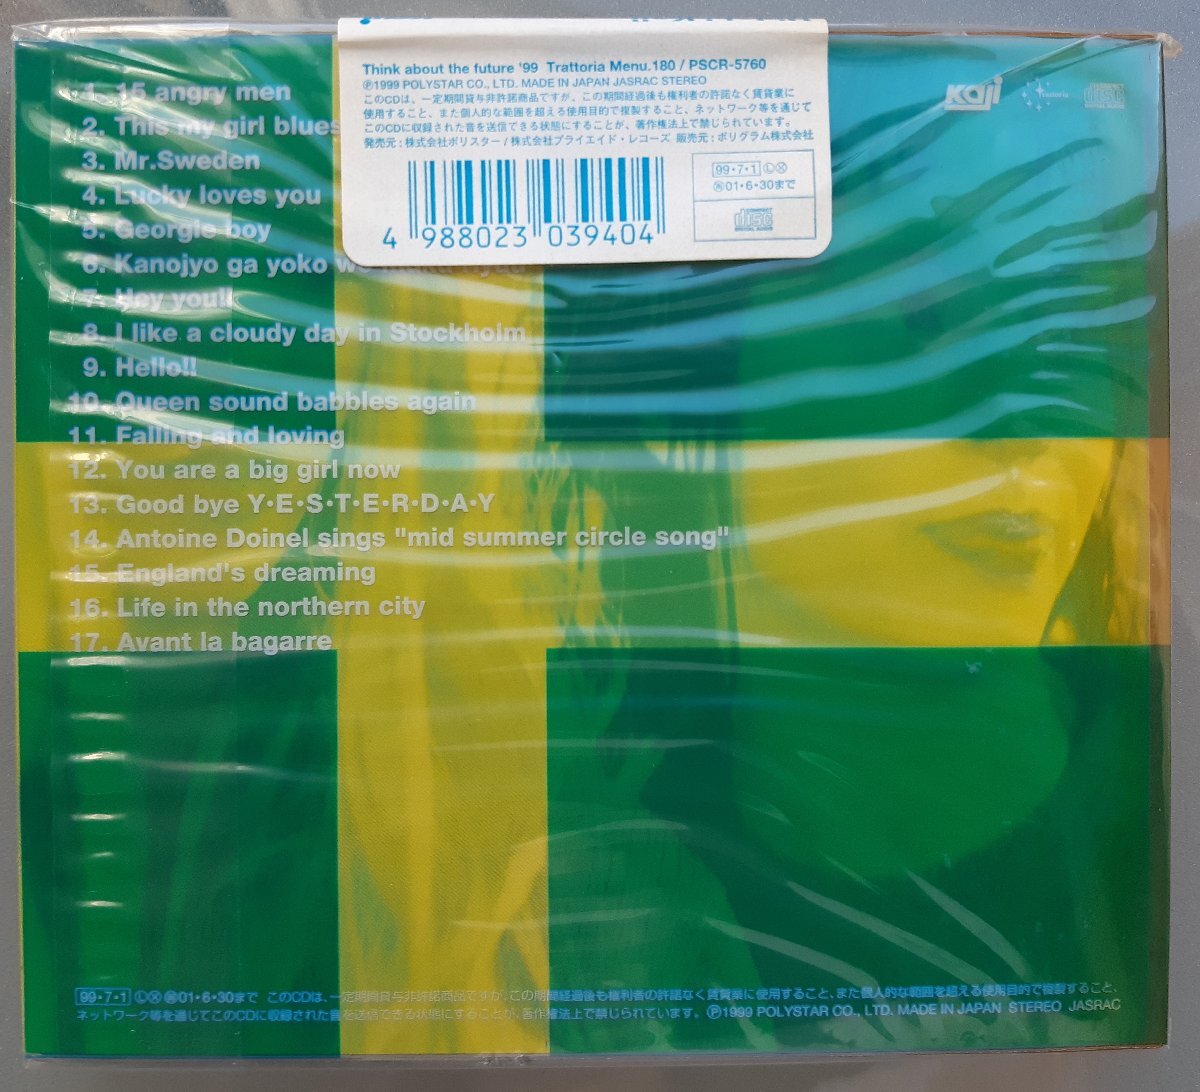 Think about the future '99 Trattoria Menu.180 / PSCR-5760
℗1999 POLYSTAR CO., LTD. MADE IN JAPAN JASRAC STEREO
このCDは、一定期間貸与非許諾商品ですが、この期間経過後も権利者の許諾なく賃貸業に
使用すること、また個人的な範囲を超える使用目的で複製すること、ネットワーク等を通じて
このCDに収録された音を送信できる状態にすることが、著作権法上で禁じられています。
発売元：株式会社ポリスター / 株式会社プライエイド・レコーズ 販売元：ポリグラム株式会社
99・7・1 Ⓛ Ⓧ
01・6・30まで
COMPACT
disc
DIGITAL AUDIO
4 988023 039404
kaji
Trattoria
1. 15 angry men
2. This my girl blues
3. Mr.Sweden
4. Lucky loves you
5. Georgie boy
6. Kanojyo ga yoko
7. Hey you!!
8. I like a cloudy day in Stockholm
9. Hello!!
10. Queen sound babbles again
11. Falling and loving
12. You are a big girl now
13. Good bye Y・E・S・T・E・R・D・A・Y
14. Antoine Doinel sings "mid summer circle song"
15. England's dreaming
16. Life in the northern city
17. Avant la bagarre
99・7・1 Ⓛ Ⓧ 01・6・30まで このCDは、一定期間貸与非許諾商品ですが、この期間経過後も権利者の許諾なく賃貸業に使用すること、また個人的な範囲を超える使用目的で複製すること、
ネットワーク等を通じてこのCDに収録された音を送信できる状態にすることが、著作権法上で禁じられています。 ℗1999 POLYSTAR CO., LTD. MADE IN JAPAN STEREO JASRAC